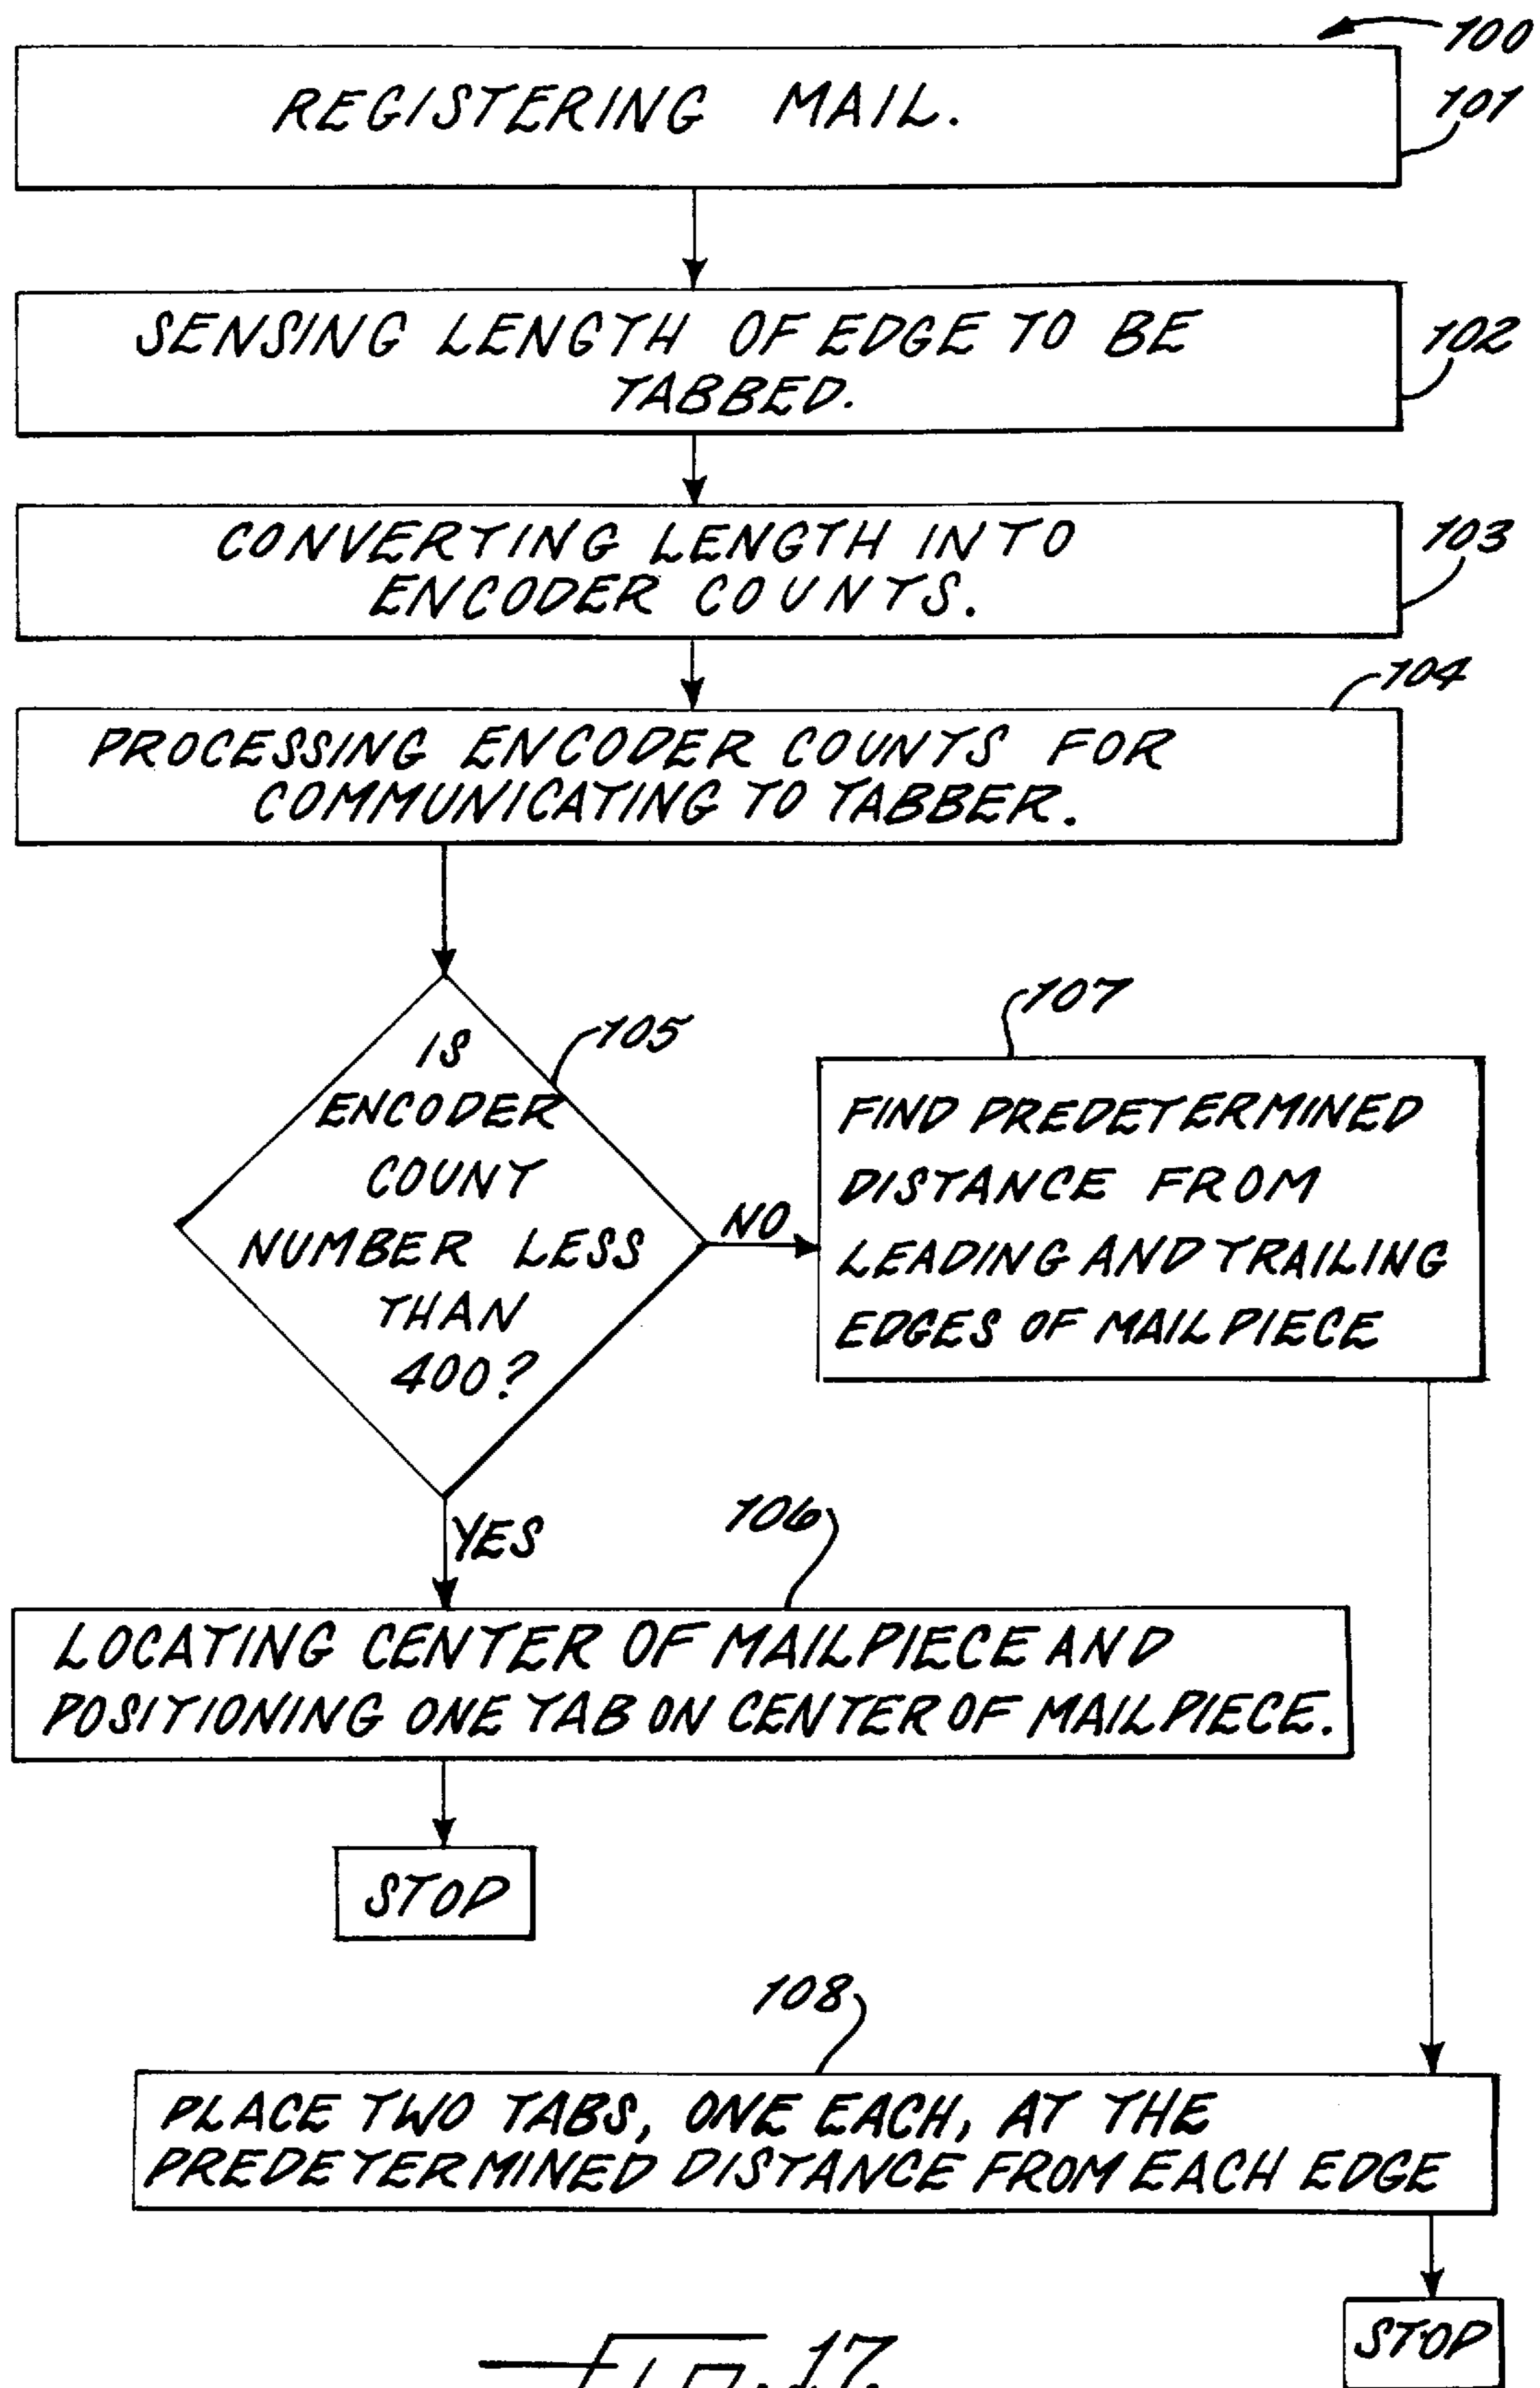 100
REGISTERING MAIL.
101
SENSING LENGTH OF EDGE TO BE
TABBED.
102
CONVERTING LENGTH INTO
ENCODER COUNTS.
103
104
PROCESSING ENCODER COUNTS FOR
COMMUNICATING TO TABBER.
105
IS
ENCODER
COUNT
NUMBER LESS
THAN
400?
NO
107
FIND PREDETERMINED
DISTANCE FROM
LEADING AND TRAILING
EDGES OF MAILPIECE
YES
106
LOCATING CENTER OF MAILPIECE AND
POSITIONING ONE TAB ON CENTER OF MAILPIECE.
STOP
108
PLACE TWO TABS, ONE EACH, AT THE
PREDETERMINED DISTANCE FROM EACH EDGE
STOP
Fig. 17.